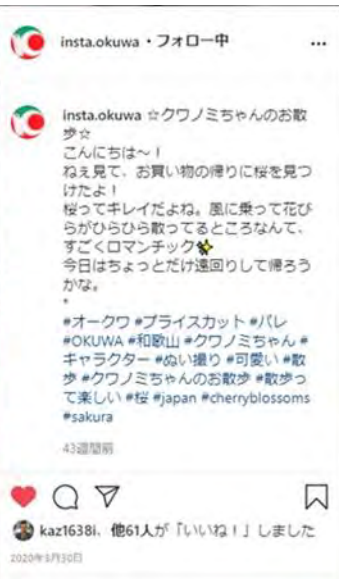 insta.okuwa・フォロー中
insta.okuwa ☆クワノミちゃんのお散
歩☆
こんにちは～！
ねぇ見て、お買い物の帰りに桜を見つ
けたよ！
桜ってキレイだよね。風に乗って花び
らがひらひら散ってるところなんて、
すごくロマンチック✨
今日はちょっとだけ遠回りして帰ろう
かな。
*
#オークワ #プライスカット #パレ
#OKUWA #和歌山 #クワノミちゃん #
キャラクター #ぬい撮り #可愛い #散
歩 #クワノミちゃんのお散歩 #散歩っ
て楽しい #桜 #japan #cherryblossoms
#sakura
43週間前
kaz1638i、他61人が「いいね！」しました
2020年3月30日